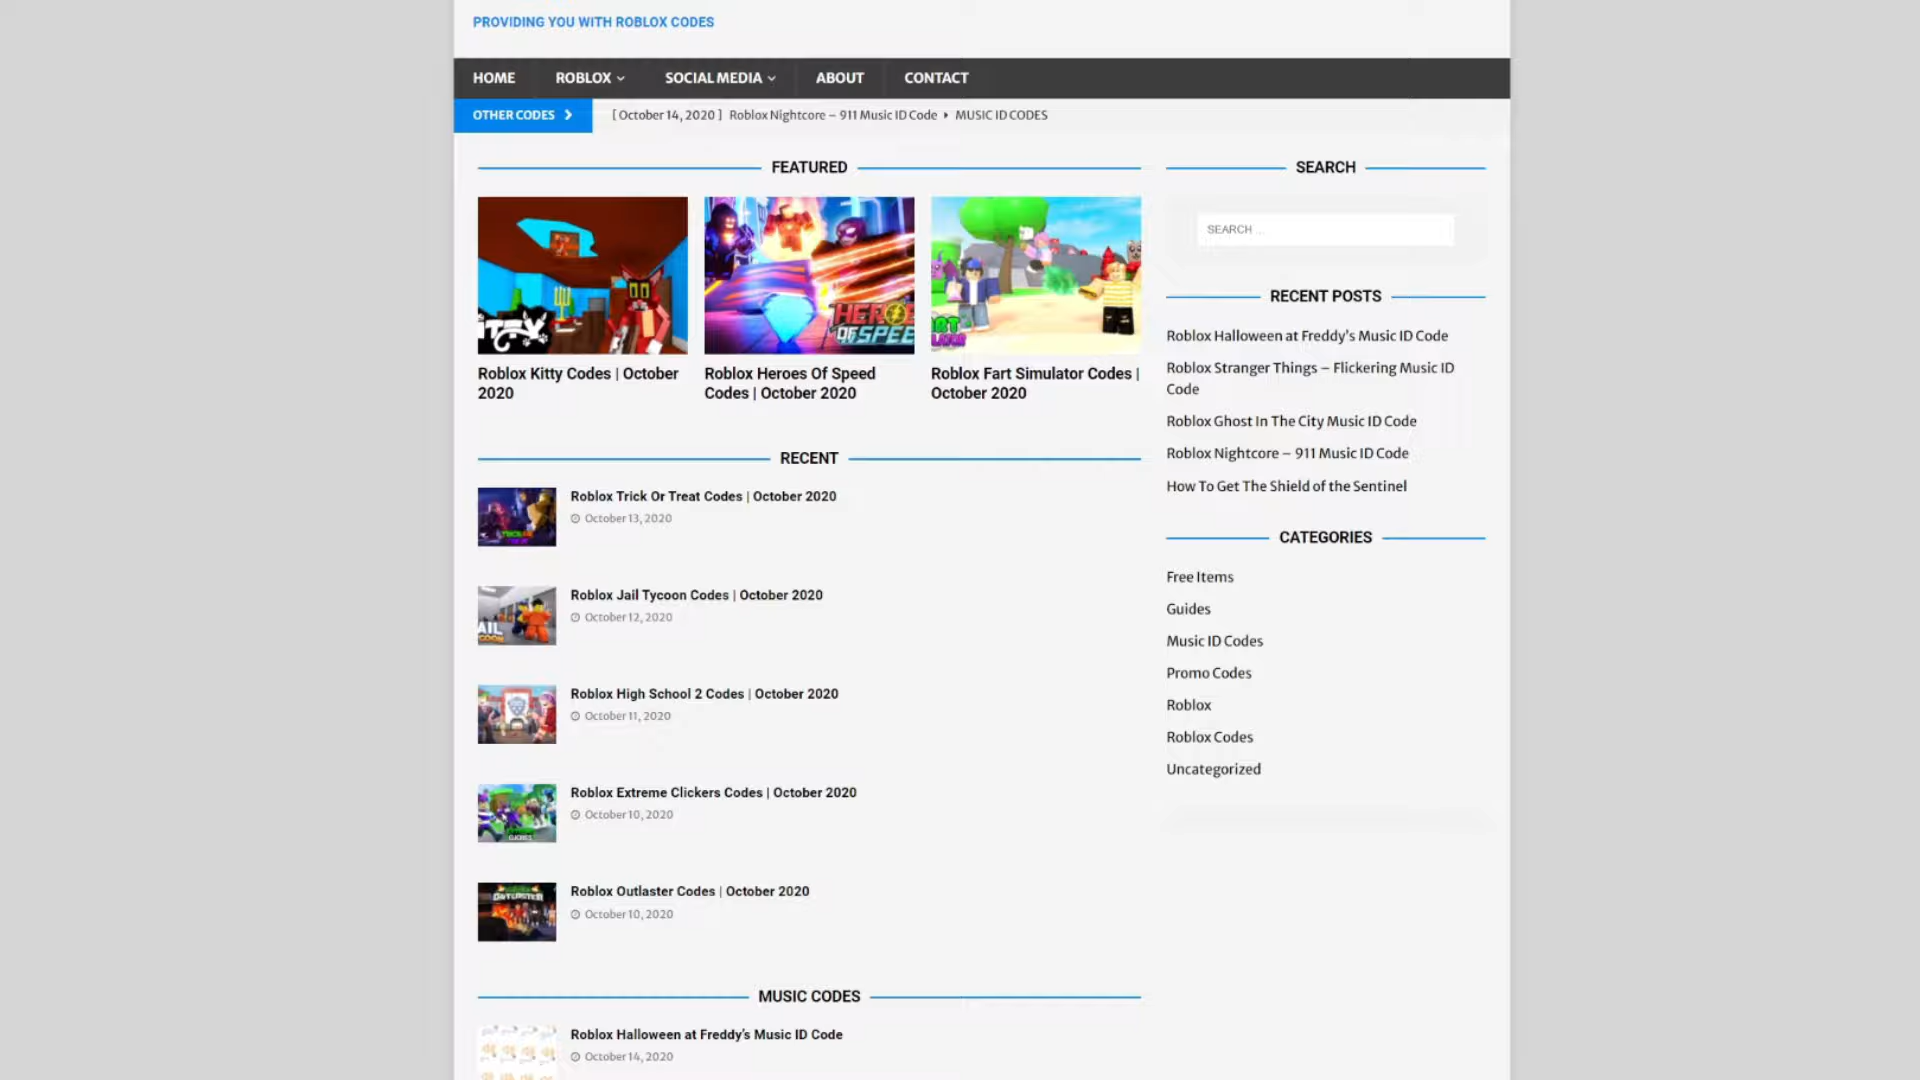 PROVIDING YOU WITH ROBLOX CODES
HOME
ROBLOX
SOCIAL MEDIA
ABOUT
CONTACT
OTHER CODES
[ October 14, 2020 ] Roblox Nightcore – 911 Music ID Code
MUSIC ID CODES
FEATURED
HEROES
OF SPEE
Roblox Kitty Codes | October
2020
Roblox Heroes Of Speed
Codes | October 2020
Roblox Fart Simulator Codes |
October 2020
RECENT
Roblox Trick Or Treat Codes | October 2020
October 13, 2020
AIL
Roblox Jail Tycoon Codes | October 2020
October 12, 2020
Roblox High School 2 Codes | October 2020
October 11, 2020
Roblox Extreme Clickers Codes | October 2020
October 10, 2020
OUTLASTER
Roblox Outlaster Codes | October 2020
October 10, 2020
MUSIC CODES
Roblox Halloween at Freddy's Music ID Code
October 14, 2020
SEARCH
SEARCH ...
RECENT POSTS
Roblox Halloween at Freddy's Music ID Code
Roblox Stranger Things – Flickering Music ID
Code
Roblox Ghost In The City Music ID Code
Roblox Nightcore – 911 Music ID Code
How To Get The Shield of the Sentinel
CATEGORIES
Free Items
Guides
Music ID Codes
Promo Codes
Roblox
Roblox Codes
Uncategorized